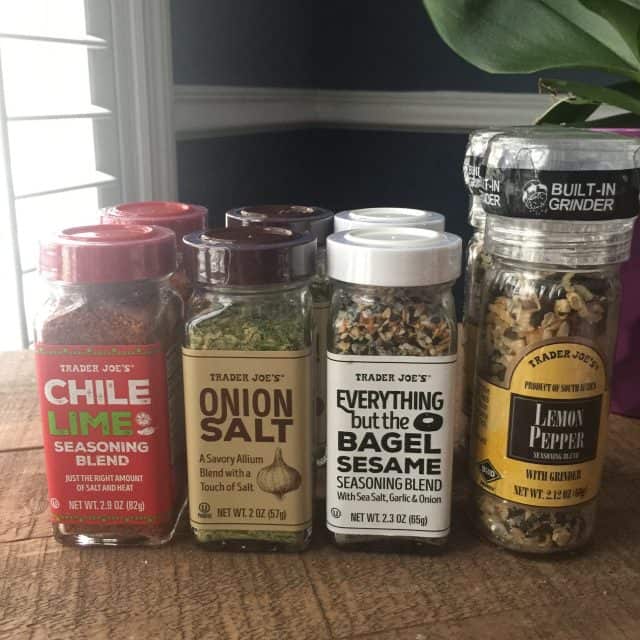 TRADER JOE'S
CHILE
LIME
SEASONING
BLEND
JUST THE RIGHT AMOUNT
OF SALT AND HEAT
NET WT. 2.9 OZ (82g)
TRADER JOE'S
ONION
SALT
A Savory Allium
Blend with a
Touch of Salt
NET WT. 2 OZ (57g)
TRADER JOE'S
EVERYTHING
but the
BAGEL
SESAME
SEASONING BLEND
With Sea Salt, Garlic & Onion
NET WT. 2.3 OZ (65g)
BUILT-IN
GRINDER
TRADER JOE'S
PRODUCT OF SOUTH AFRICA
LEMON
PEPPER
SEASONING BLEND
WITH GRINDER
NET WT. 2.12 OZ